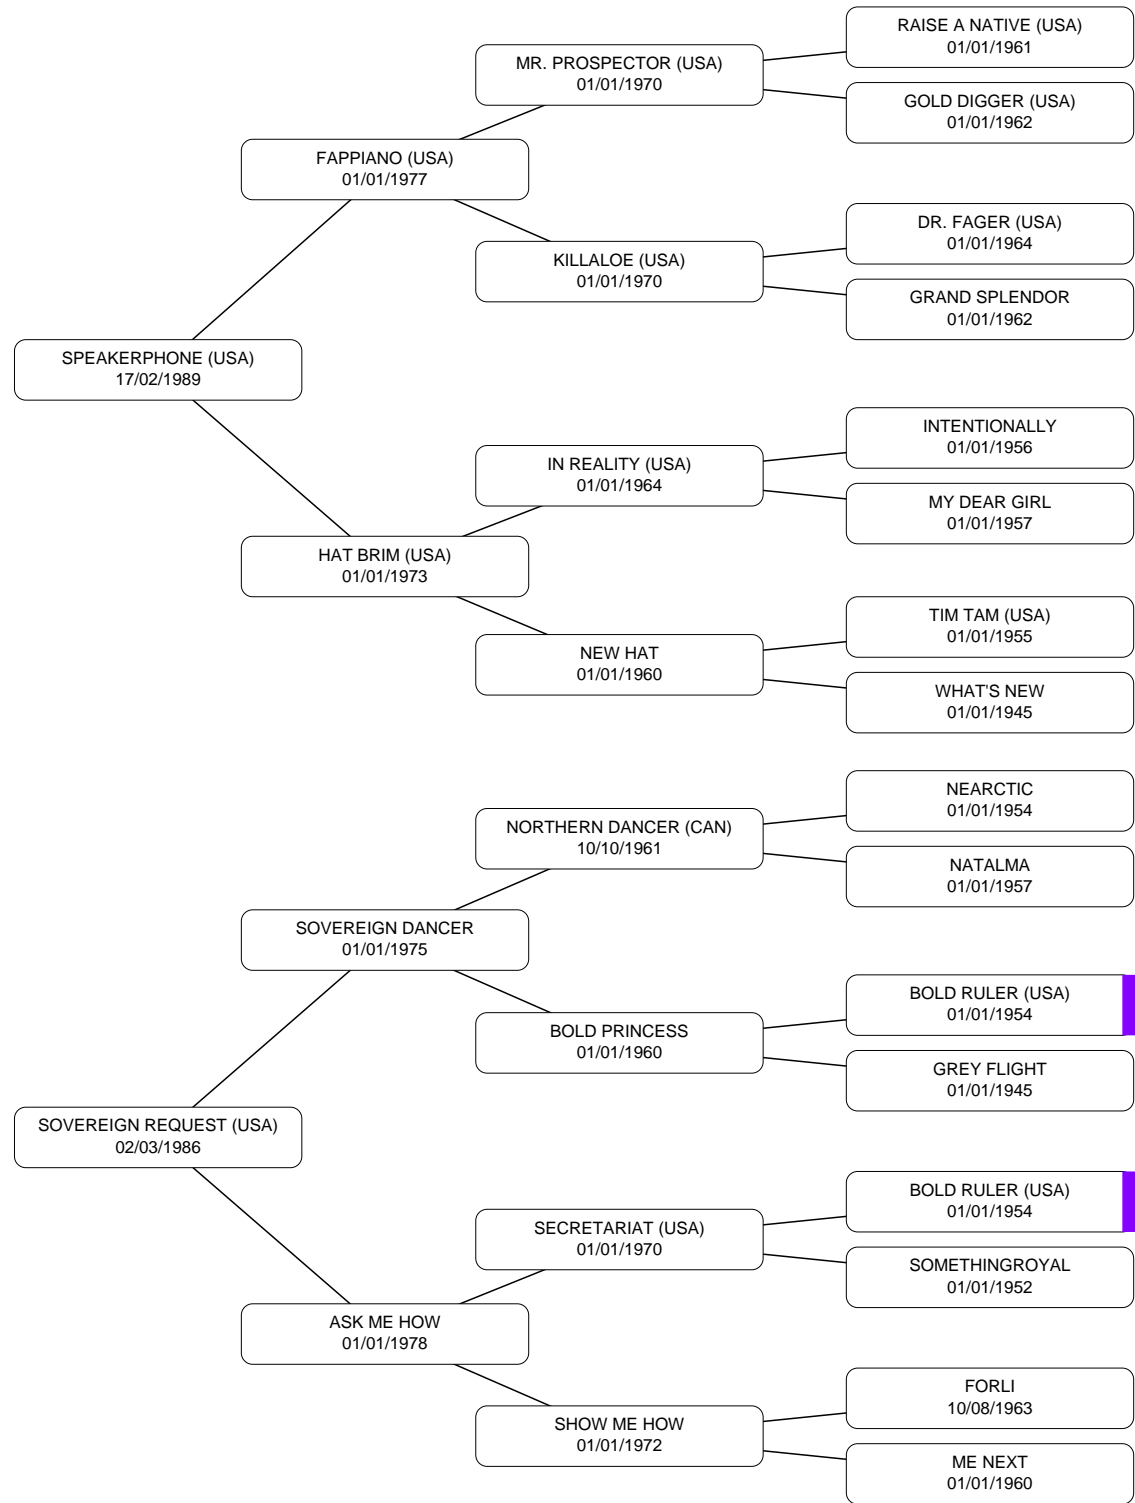 RAISE A NATIVE (USA)
01/01/1961
MR. PROSPECTOR (USA)
01/01/1970
GOLD DIGGER (USA)
01/01/1962
FAPPIANO (USA)
01/01/1977
DR. FAGER (USA)
01/01/1964
KILLALOE (USA)
01/01/1970
GRAND SPLENDOR
01/01/1962
SPEAKERPHONE (USA)
17/02/1989
INTENTIONALLY
01/01/1956
IN REALITY (USA)
01/01/1964
MY DEAR GIRL
01/01/1957
HAT BRIM (USA)
01/01/1973
TIM TAM (USA)
01/01/1955
NEW HAT
01/01/1960
WHAT'S NEW
01/01/1945
NEARCTIC
01/01/1954
NORTHERN DANCER (CAN)
10/10/1961
NATALMA
01/01/1957
SOVEREIGN DANCER
01/01/1975
BOLD RULER (USA)
01/01/1954
BOLD PRINCESS
01/01/1960
GREY FLIGHT
01/01/1945
SOVEREIGN REQUEST (USA)
02/03/1986
BOLD RULER (USA)
01/01/1954
SECRETARIAT (USA)
01/01/1970
SOMETHINGROYAL
01/01/1952
ASK ME HOW
01/01/1978
FORLI
10/08/1963
SHOW ME HOW
01/01/1972
ME NEXT
01/01/1960